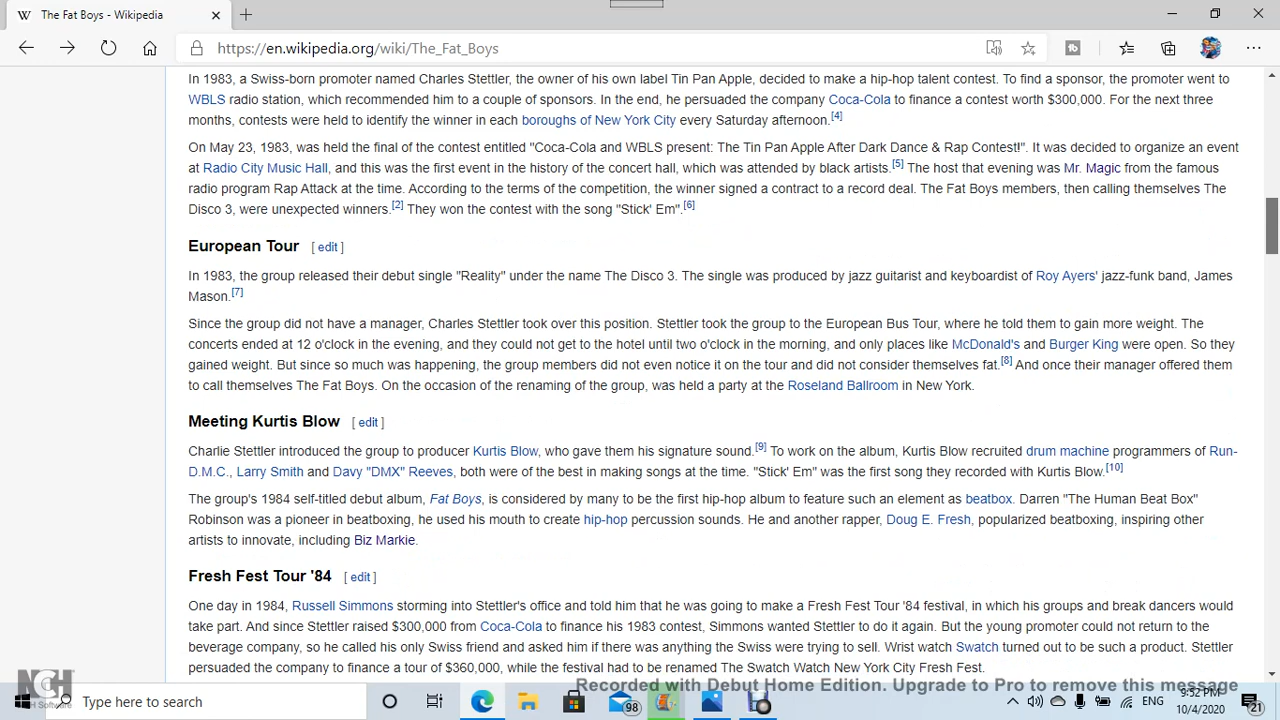 The Fat Boys - Wikipedia
https://en.wikipedia.org/wiki/The_Fat_Boys
In 1983, a Swiss-born promoter named Charles Stettler, the owner of his own label Tin Pan Apple, decided to make a hip-hop talent contest. To find a sponsor, the promoter went to
WBLS radio station, which recommended him to a couple of sponsors. In the end, he persuaded the company Coca-Cola to finance a contest worth $300,000. For the next three
months, contests were held to identify the winner in each boroughs of New York City every Saturday afternoon.[4]
On May 23, 1983, was held the final of the contest entitled "Coca-Cola and WBLS present: The Tin Pan Apple After Dark Dance & Rap Contest!". It was decided to organize an event
at Radio City Music Hall, and this was the first event in the history of the concert hall, which was attended by black artists.[5] The host that evening was Mr. Magic from the famous
radio program Rap Attack at the time. According to the terms of the competition, the winner signed a contract to a record deal. The Fat Boys members, then calling themselves The
Disco 3, were unexpected winners.[2] They won the contest with the song "Stick' Em".[6]
European Tour [ edit ]
In 1983, the group released their debut single "Reality" under the name The Disco 3. The single was produced by jazz guitarist and keyboardist of Roy Ayers' jazz-funk band, James
Mason.[7]
Since the group did not have a manager, Charles Stettler took over this position. Stettler took the group to the European Bus Tour, where he told them to gain more weight. The
concerts ended at 12 o'clock in the evening, and they could not get to the hotel until two o'clock in the morning, and only places like McDonald's and Burger King were open. So they
gained weight. But since so much was happening, the group members did not even notice it on the tour and did not consider themselves fat.[8] And once their manager offered them
to call themselves The Fat Boys. On the occasion of the renaming of the group, was held a party at the Roseland Ballroom in New York.
Meeting Kurtis Blow [ edit ]
Charlie Stettler introduced the group to producer Kurtis Blow, who gave them his signature sound.[9] To work on the album, Kurtis Blow recruited drum machine programmers of Run-
D.M.C., Larry Smith and Davy "DMX" Reeves, both were of the best in making songs at the time. "Stick' Em" was the first song they recorded with Kurtis Blow.[10]
The group's 1984 self-titled debut album, Fat Boys, is considered by many to be the first hip-hop album to feature such an element as beatbox. Darren "The Human Beat Box"
Robinson was a pioneer in beatboxing, he used his mouth to create hip-hop percussion sounds. He and another rapper, Doug E. Fresh, popularized beatboxing, inspiring other
artists to innovate, including Biz Markie.
Fresh Fest Tour '84 [ edit ]
One day in 1984, Russell Simmons storming into Stettler's office and told him that he was going to make a Fresh Fest Tour '84 festival, in which his groups and break dancers would
take part. And since Stettler raised $300,000 from Coca-Cola to finance his 1983 contest, Simmons wanted Stettler to do it again. But the young promoter could not return to the
beverage company, so he called his only Swiss friend and asked him if there was anything the Swiss were trying to sell. Wrist watch Swatch turned out to be such a product. Stettler
persuaded the company to finance a tour of $360,000, while the festival had to be renamed The Swatch Watch New York City Fresh Fest.
Recorded with Debut Home Edition. Upgrade to Pro to remove this message
NCH
NCH Software
Type here to search
98
ENG
9:52 PM
10/4/2020
21